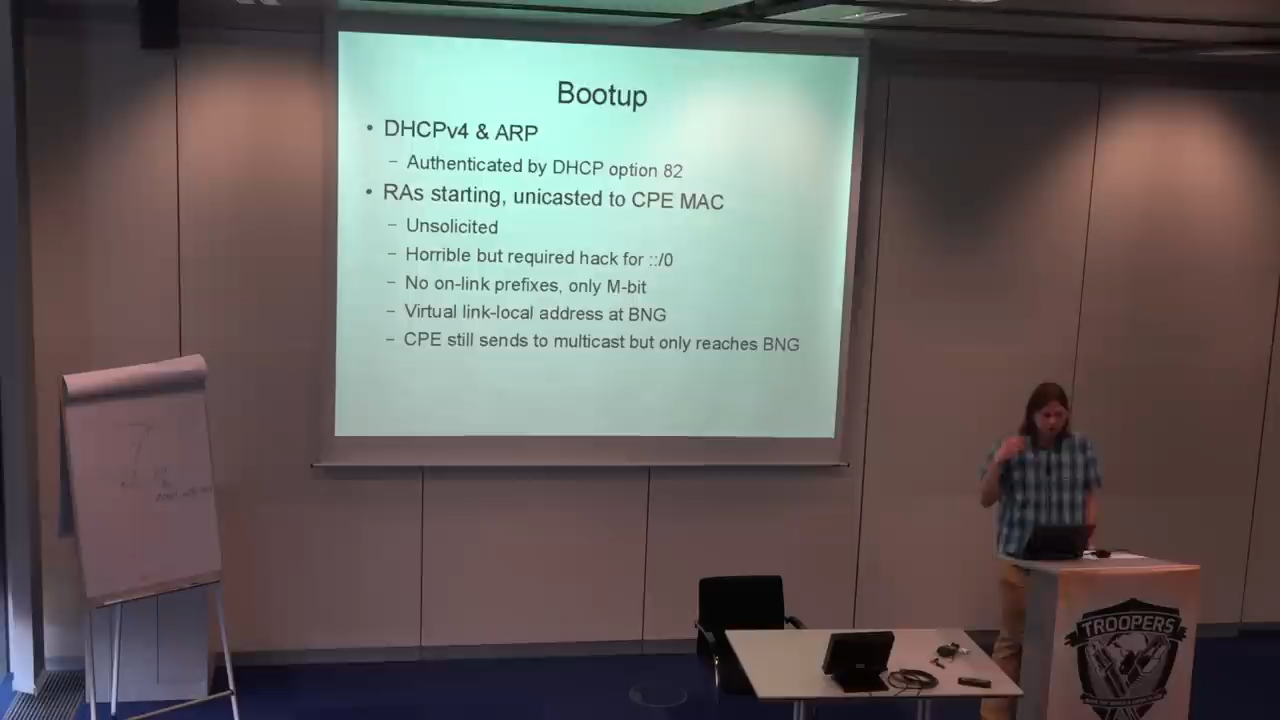 Bootup
• DHCPv4 & ARP
– Authenticated by DHCP option 82
• RAs starting, unicasted to CPE MAC
– Unsolicited
– Horrible but required hack for ::/0
– No on-link prefixes, only M-bit
– Virtual link-local address at BNG
– CPE still sends to multicast but only reaches BNG
TROOPERS